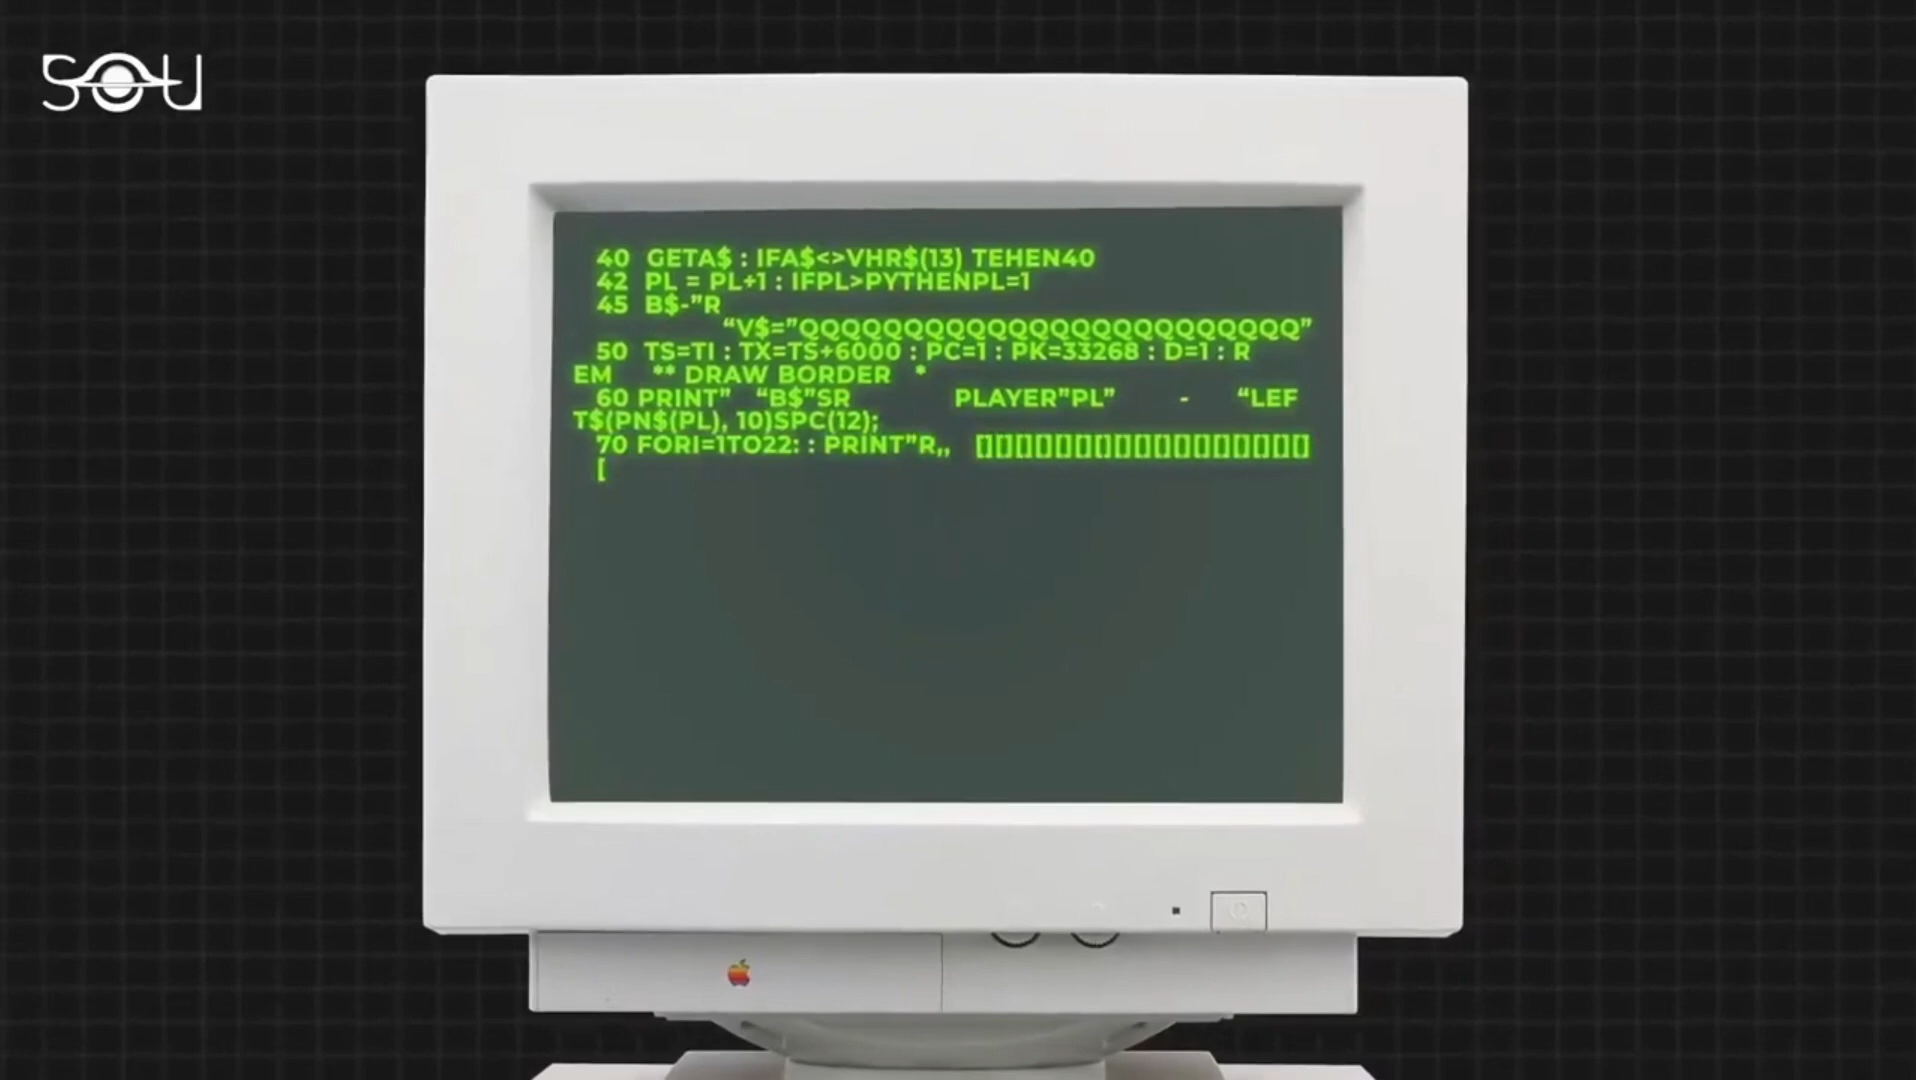 SOU
40 GETA$ : IFA$<>VHR$(13) TEHEN40
42 PL = PL+1 : IFPL>PYTHENPL=1
45 B$-”R
“V$=”QQQQQQQQQQQQQQQQQQQQQQQQ”
50 TS=TI : TX=TS+6000 : PC=1 : PK=33268 : D=1 : R
EM ** DRAW BORDER *
60 PRINT” “B$”SR PLAYER”PL” - “LEF
T$(PN$(PL), 10)SPC(12);
70 FORI=1TO22: : PRINT”R,, [][][][][][][][][][][][][][][][][]
[